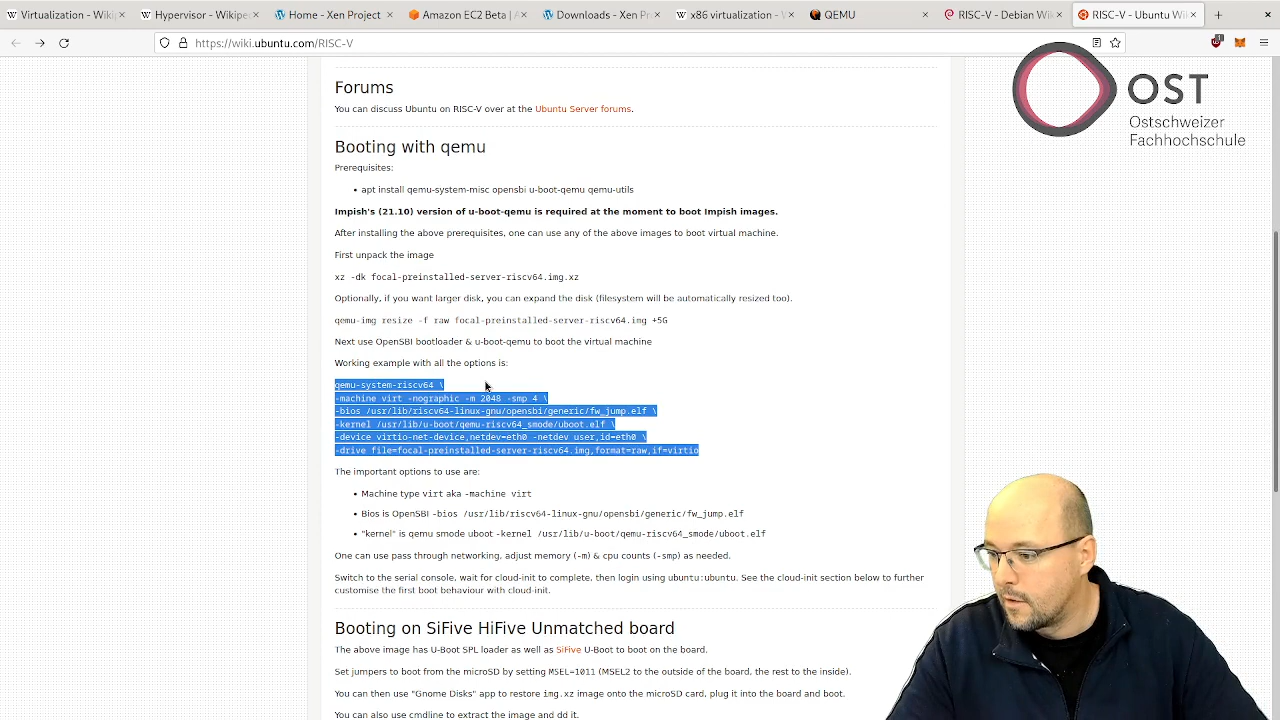 Virtualization - Wikip
Hypervisor - Wikipe
Home - Xen Project
Amazon EC2 Beta | A
Downloads - Xen Pro
x86 virtualization - W
QEMU
RISC-V - Debian Wik
RISC-V - Ubuntu Wik
https://wiki.ubuntu.com/RISC-V
1
OST
Ostschweizer
Fachhochschule
Forums
You can discuss Ubuntu on RISC-V over at the Ubuntu Server forums.
Booting with qemu
Prerequisites:
• apt install qemu-system-misc opensbi u-boot-qemu qemu-utils
Impish's (21.10) version of u-boot-qemu is required at the moment to boot Impish images.
After installing the above prerequisites, one can use any of the above images to boot virtual machine.
First unpack the image
xz -dk focal-preinstalled-server-riscv64.img.xz
Optionally, if you want larger disk, you can expand the disk (filesystem will be automatically resized too).
qemu-img resize -f raw focal-preinstalled-server-riscv64.img +5G
Next use OpenSBI bootloader & u-boot-qemu to boot the virtual machine
Working example with all the options is:
qemu-system-riscv64 \
-machine virt -nographic -m 2048 -smp 4 \
-bios /usr/lib/riscv64-linux-gnu/opensbi/generic/fw_jump.elf \
-kernel /usr/lib/u-boot/qemu-riscv64_smode/uboot.elf \
-device virtio-net-device,netdev=eth0 -netdev user,id=eth0 \
-drive file=focal-preinstalled-server-riscv64.img,format=raw,if=virtio
The important options to use are:
• Machine type virt aka -machine virt
• Bios is OpenSBI -bios /usr/lib/riscv64-linux-gnu/opensbi/generic/fw_jump.elf
• "kernel" is qemu smode uboot -kernel /usr/lib/u-boot/qemu-riscv64_smode/uboot.elf
One can use pass through networking, adjust memory (-m) & cpu counts (-smp) as needed.
Switch to the serial console, wait for cloud-init to complete, then login using ubuntu:ubuntu. See the cloud-init section below to further
customise the first boot behaviour with cloud-init.
Booting on SiFive HiFive Unmatched board
The above image has U-Boot SPL loader as well as SiFive U-Boot to boot on the board.
Set jumpers to boot from the microSD by setting MSEL=1011 (MSEL2 to the outside of the board, the rest to the inside).
You can then use "Gnome Disks" app to restore img.xz image onto the microSD card, plug it into the board and boot.
You can also use cmdline to extract the image and dd it.